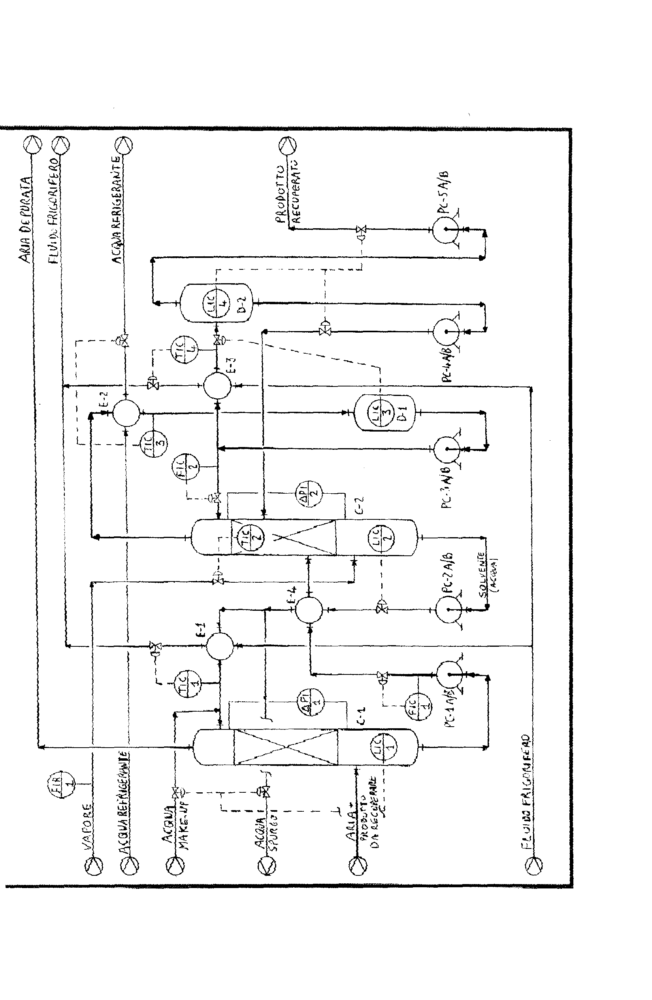 ARIA DEPURATA
FLUIDO FRIGORIFERO
ACQUA REFRIGERANTE
PRODOTTO
RECUPERATO
PC-5 A/B
LIC
4
D-2
TIC
4
E-3
PC-4 A/B
E-2
TIC
3
LIC
3
D-1
FIC
2
PC-3 A/B
ΔPI
2
C-2
TIC
2
LIC
2
E-4
PC-2 A/B
SOLVENTE
(ACQUA)
E-1
TIC
1
ΔPI
1
C-1
FIC
1
PC-1 A/B
LIC
1
FIR
1
VAPORE
ACQUA REFRIGERANTE
ACQUA
MAKE-UP
ACQUA
SPURGO
ARIA +
PRODOTTO
DA RECUPERARE
FLUIDO FRIGORIFERO